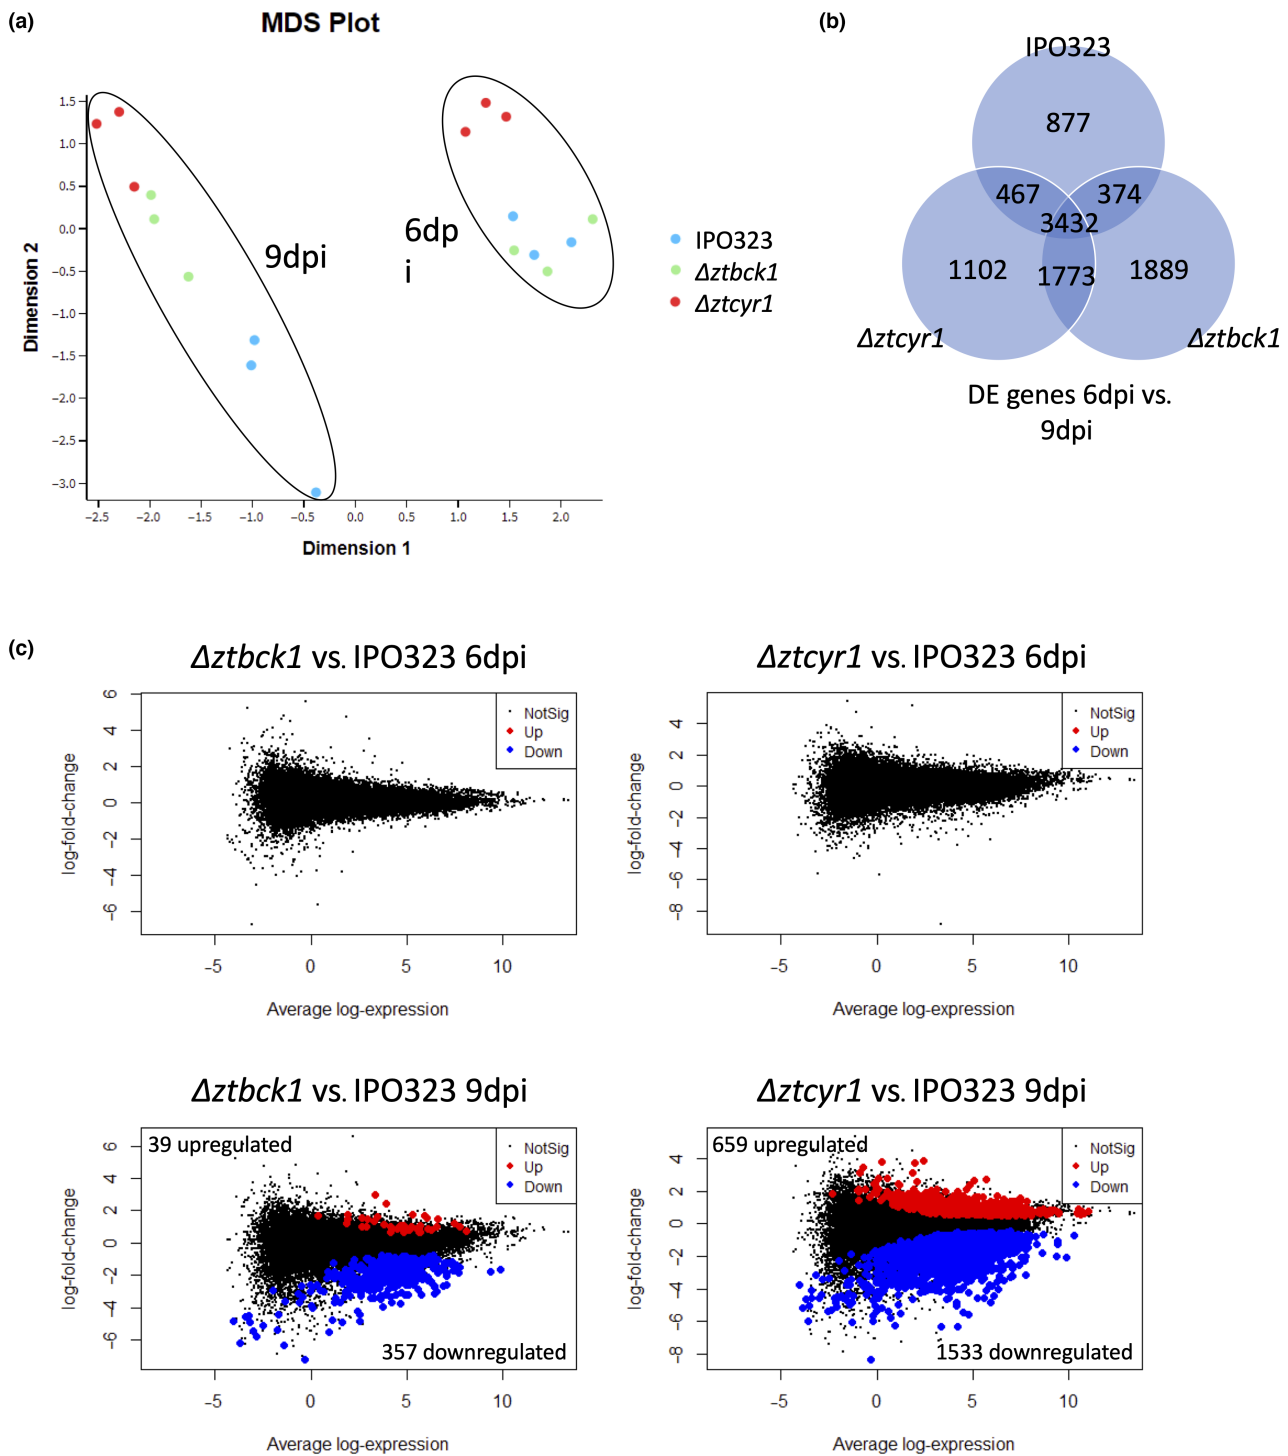 (a)
MDS Plot
1.5
1.0
0.5
0.0
−0.5
−1.0
−1.5
−2.0
−2.5
−3.0
Dimension 2
−2.5 −2.0 −1.5 −1.0 −0.5 0.0 0.5 1.0 1.5 2.0
Dimension 1
9dpi
6dp
i
IPO323
Δztbck1
Δztcyr1
(b)
IPO323
877
467 374
3432
1102 1773 1889
Δztcyr1 Δztbck1
DE genes 6dpi vs.
9dpi
(c)
Δztbck1 vs. IPO323 6dpi
6
4
2
0
−2
−4
−6
log-fold-change
NotSig
Up
Down
−5 0 5 10
Average log-expression
Δztcyr1 vs. IPO323 6dpi
4
2
0
−2
−4
−6
−8
log-fold-change
NotSig
Up
Down
−5 0 5 10
Average log-expression
Δztbck1 vs. IPO323 9dpi
39 upregulated
6
4
2
0
−2
−4
−6
log-fold-change
NotSig
Up
Down
357 downregulated
−5 0 5 10
Average log-expression
Δztcyr1 vs. IPO323 9dpi
659 upregulated
4
2
0
−2
−4
−6
−8
log-fold-change
NotSig
Up
Down
1533 downregulated
−5 0 5 10
Average log-expression